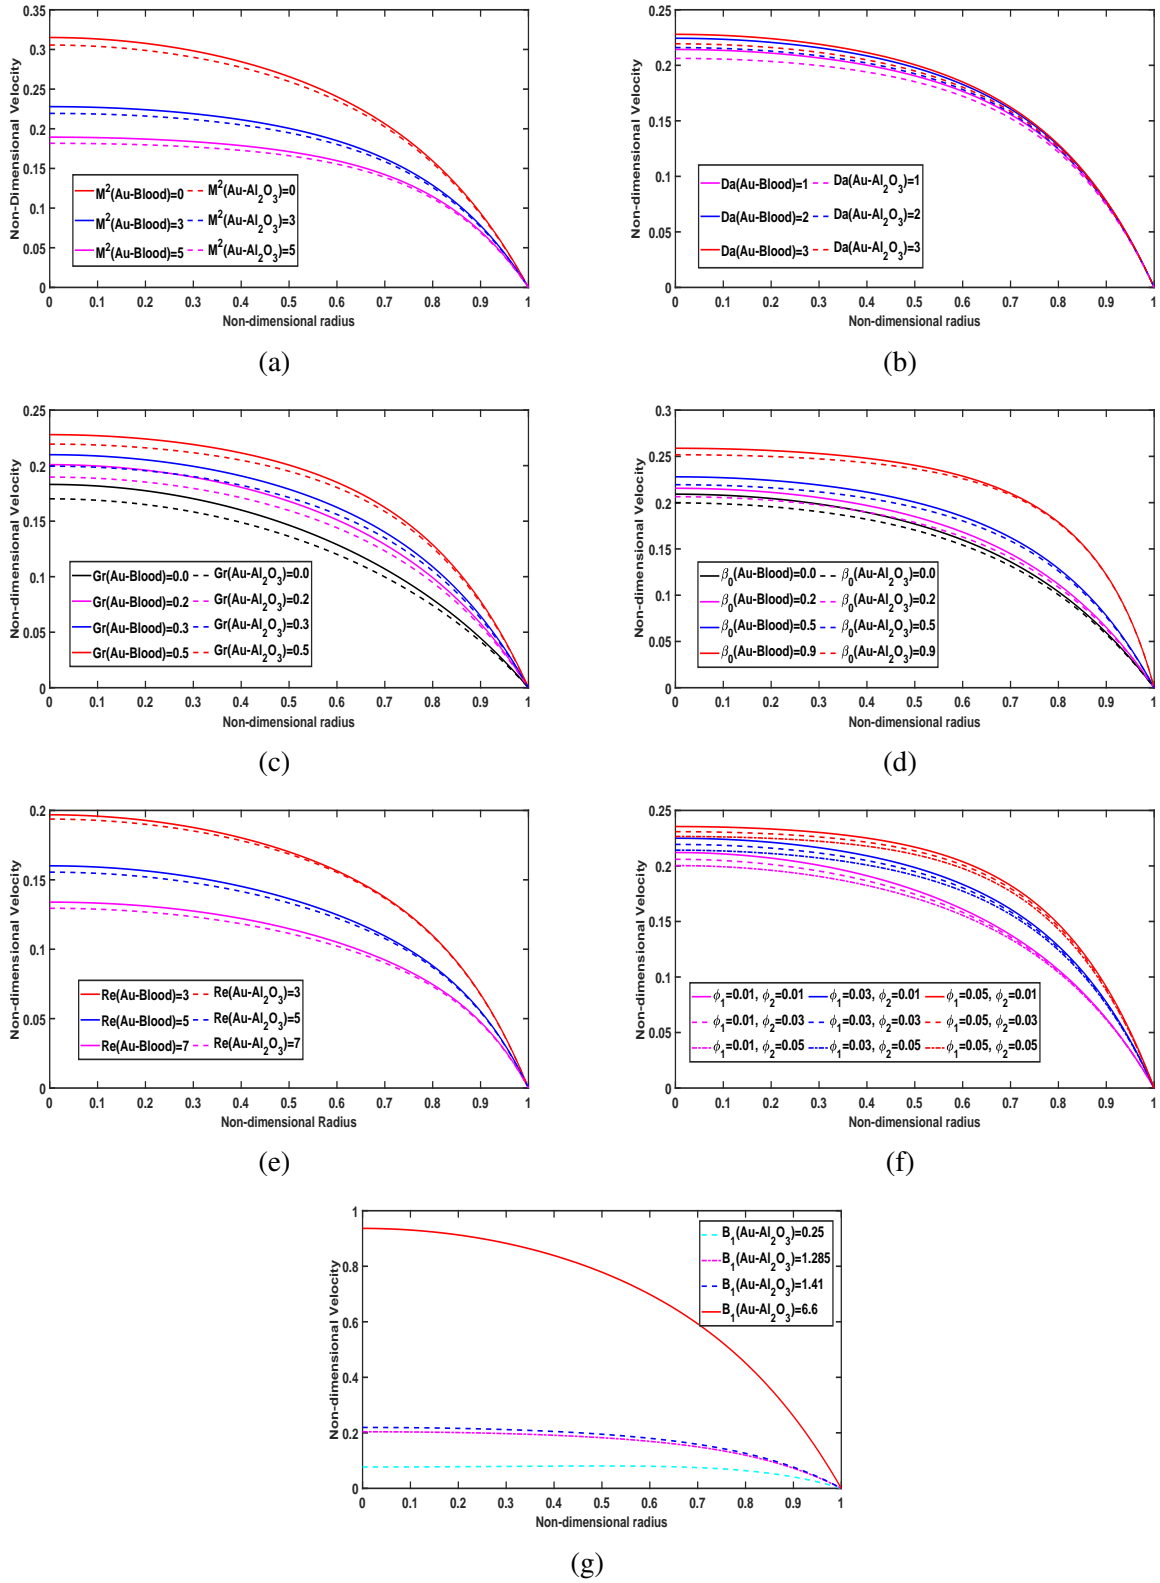 Non-Dimensional Velocity
0.35
0.3
0.25
0.2
0.15
0.1
0.05
0
M²(Au-Blood)=0 M²(Au-Al₂O₃)=0
M²(Au-Blood)=3 M²(Au-Al₂O₃)=3
M²(Au-Blood)=5 M²(Au-Al₂O₃)=5
0 0.1 0.2 0.3 0.4 0.5 0.6 0.7 0.8 0.9 1
Non-dimensional radius
(a)
Non-dimensional Velocity
0.25
0.2
0.15
0.1
0.05
0
Da(Au-Blood)=1 Da(Au-Al₂O₃)=1
Da(Au-Blood)=2 Da(Au-Al₂O₃)=2
Da(Au-Blood)=3 Da(Au-Al₂O₃)=3
0 0.1 0.2 0.3 0.4 0.5 0.6 0.7 0.8 0.9 1
Non-dimensional radius
(b)
Non-dimensional Velocity
0.25
0.2
0.15
0.1
0.05
0
Gr(Au-Blood)=0.0 Gr(Au-Al₂O₃)=0.0
Gr(Au-Blood)=0.2 Gr(Au-Al₂O₃)=0.2
Gr(Au-Blood)=0.3 Gr(Au-Al₂O₃)=0.3
Gr(Au-Blood)=0.5 Gr(Au-Al₂O₃)=0.5
0 0.1 0.2 0.3 0.4 0.5 0.6 0.7 0.8 0.9 1
Non-dimensional radius
(c)
Non-dimensional Velocity
0.3
0.25
0.2
0.15
0.1
0.05
0
β₀(Au-Blood)=0.0 β₀(Au-Al₂O₃)=0.0
β₀(Au-Blood)=0.2 β₀(Au-Al₂O₃)=0.2
β₀(Au-Blood)=0.5 β₀(Au-Al₂O₃)=0.5
β₀(Au-Blood)=0.9 β₀(Au-Al₂O₃)=0.9
0 0.1 0.2 0.3 0.4 0.5 0.6 0.7 0.8 0.9 1
Non-dimensional radius
(d)
Non-dimensional Velocity
0.2
0.15
0.1
0.05
0
Re(Au-Blood)=3 Re(Au-Al₂O₃)=3
Re(Au-Blood)=5 Re(Au-Al₂O₃)=5
Re(Au-Blood)=7 Re(Au-Al₂O₃)=7
0 0.1 0.2 0.3 0.4 0.5 0.6 0.7 0.8 0.9 1
Non-dimensional Radius
(e)
Non-dimensional Velocity
0.25
0.2
0.15
0.1
0.05
0
ϕ₁=0.01, ϕ₂=0.01 ϕ₁=0.03, ϕ₂=0.01 ϕ₁=0.05, ϕ₂=0.01
ϕ₁=0.01, ϕ₂=0.03 ϕ₁=0.03, ϕ₂=0.03 ϕ₁=0.05, ϕ₂=0.03
ϕ₁=0.01, ϕ₂=0.05 ϕ₁=0.03, ϕ₂=0.05 ϕ₁=0.05, ϕ₂=0.05
0 0.1 0.2 0.3 0.4 0.5 0.6 0.7 0.8 0.9 1
Non-dimensional radius
(f)
Non-dimensional Velocity
1
0.8
0.6
0.4
0.2
0
B₁(Au-Al₂O₃)=0.25
B₁(Au-Al₂O₃)=1.285
B₁(Au-Al₂O₃)=1.41
B₁(Au-Al₂O₃)=6.6
0 0.1 0.2 0.3 0.4 0.5 0.6 0.7 0.8 0.9 1
Non-dimensional radius
(g)